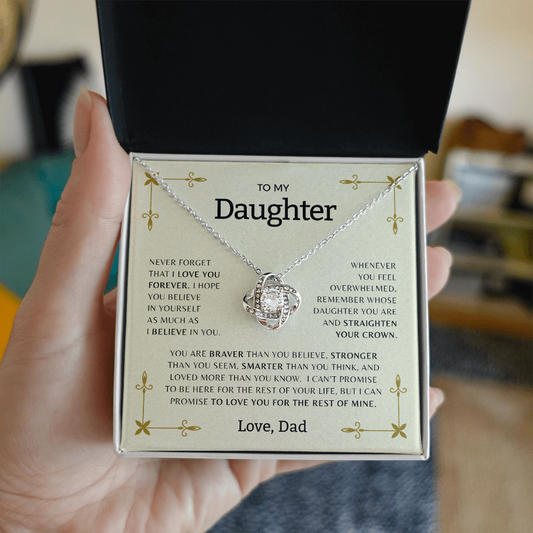 TO MY
Daughter
NEVER FORGET
THAT I LOVE YOU
FOREVER. I HOPE
YOU BELIEVE
IN YOURSELF
AS MUCH AS
I BELIEVE IN YOU.
WHENEVER
YOU FEEL
OVERWHELMED,
REMEMBER WHOSE
DAUGHTER YOU ARE
AND STRAIGHTEN
YOUR CROWN.
YOU ARE BRAVER THAN YOU BELIEVE, STRONGER
THAN YOU SEEM, SMARTER THAN YOU THINK, AND
LOVED MORE THAN YOU KNOW. I CAN'T PROMISE
TO BE HERE FOR THE REST OF YOUR LIFE, BUT I CAN
PROMISE TO LOVE YOU FOR THE REST OF MINE.
Love, Dad